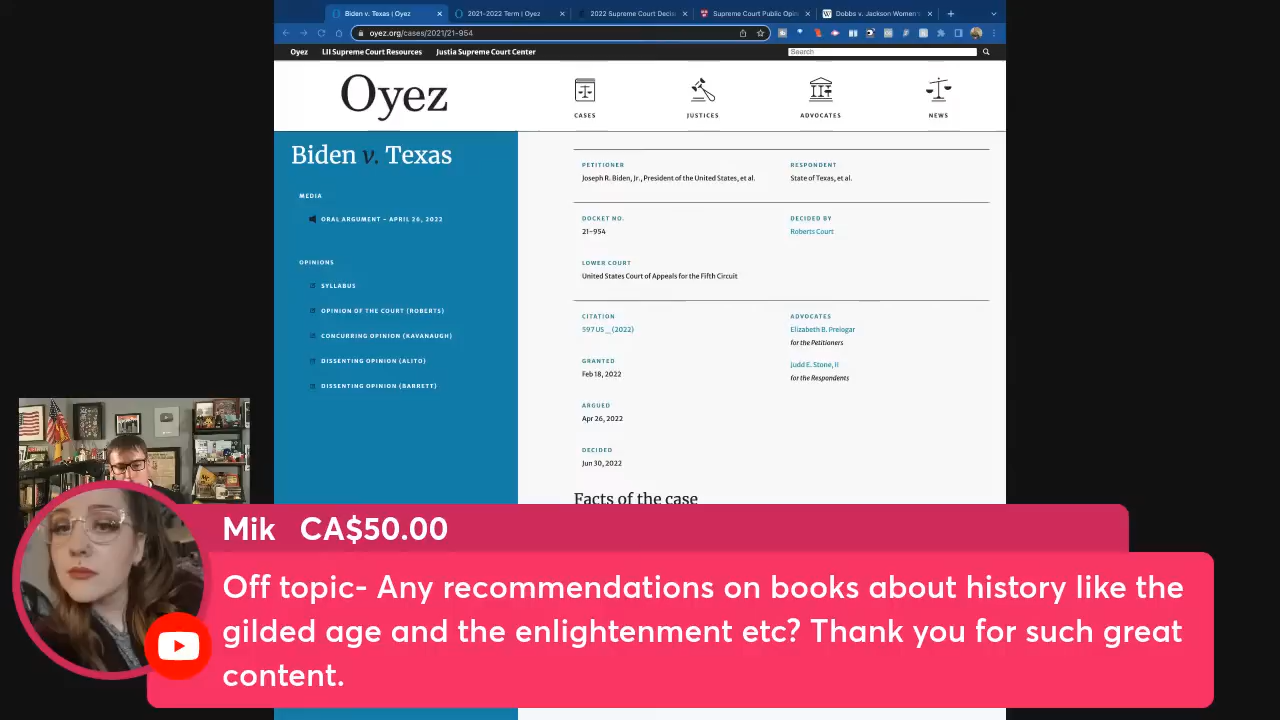 Biden v. Texas | Oyez
2021-2022 Term | Oyez
2022 Supreme Court Decis
Supreme Court Public Opin
Dobbs v. Jackson Women's
oyez.org/cases/2021/21-954
Oyez
LII Supreme Court Resources
Justia Supreme Court Center
Search
Oyez
CASES
JUSTICES
ADVOCATES
NEWS
Biden v. Texas
MEDIA
ORAL ARGUMENT - APRIL 26, 2022
OPINIONS
SYLLABUS
OPINION OF THE COURT (ROBERTS)
CONCURRING OPINION (KAVANAUGH)
DISSENTING OPINION (ALITO)
DISSENTING OPINION (BARRETT)
PETITIONER
Joseph R. Biden, Jr., President of the United States, et al.
RESPONDENT
State of Texas, et al.
DOCKET NO.
21-954
DECIDED BY
Roberts Court
LOWER COURT
United States Court of Appeals for the Fifth Circuit
CITATION
597 US _ (2022)
ADVOCATES
Elizabeth B. Prelogar
for the Petitioners
Judd E. Stone, II
for the Respondents
GRANTED
Feb 18, 2022
ARGUED
Apr 26, 2022
DECIDED
Jun 30, 2022
Facts of the case
Mik CA$50.00
Off topic- Any recommendations on books about history like the
gilded age and the enlightenment etc? Thank you for such great
content.